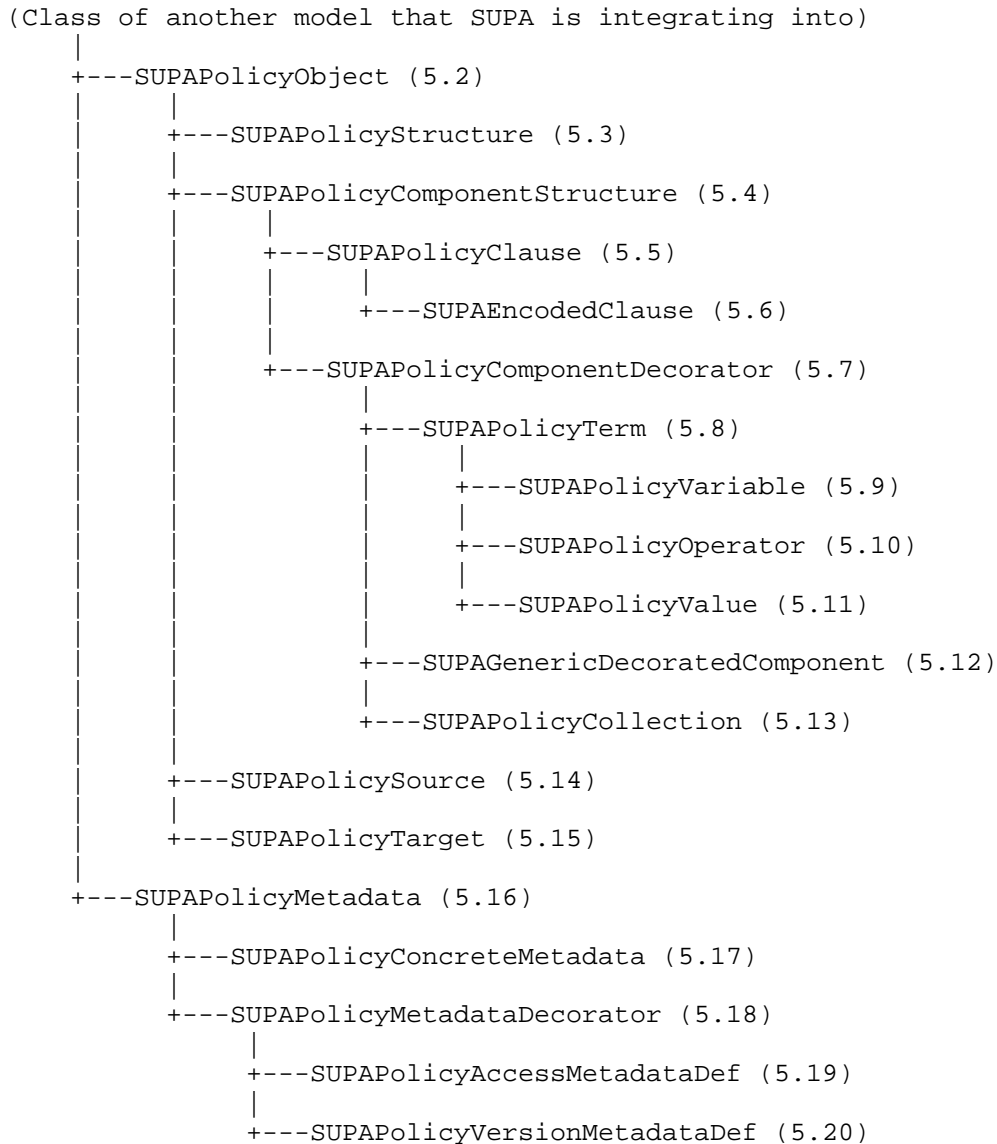 (Class of another model that SUPA is integrating into)
+---SUPAPolicyObject (5.2)
+---SUPAPolicyStructure (5.3)
+---SUPAPolicyComponentStructure (5.4)
+---SUPAPolicyClause (5.5)
+---SUPAEncodedClause (5.6)
+---SUPAPolicyComponentDecorator (5.7)
+---SUPAPolicyTerm (5.8)
+---SUPAPolicyVariable (5.9)
+---SUPAPolicyOperator (5.10)
+---SUPAPolicyValue (5.11)
+---SUPAGenericDecoratedComponent (5.12)
+---SUPAPolicyCollection (5.13)
+---SUPAPolicySource (5.14)
+---SUPAPolicyTarget (5.15)
+---SUPAPolicyMetadata (5.16)
+---SUPAPolicyConcreteMetadata (5.17)
+---SUPAPolicyMetadataDecorator (5.18)
+---SUPAPolicyAccessMetadataDef (5.19)
+---SUPAPolicyVersionMetadataDef (5.20)